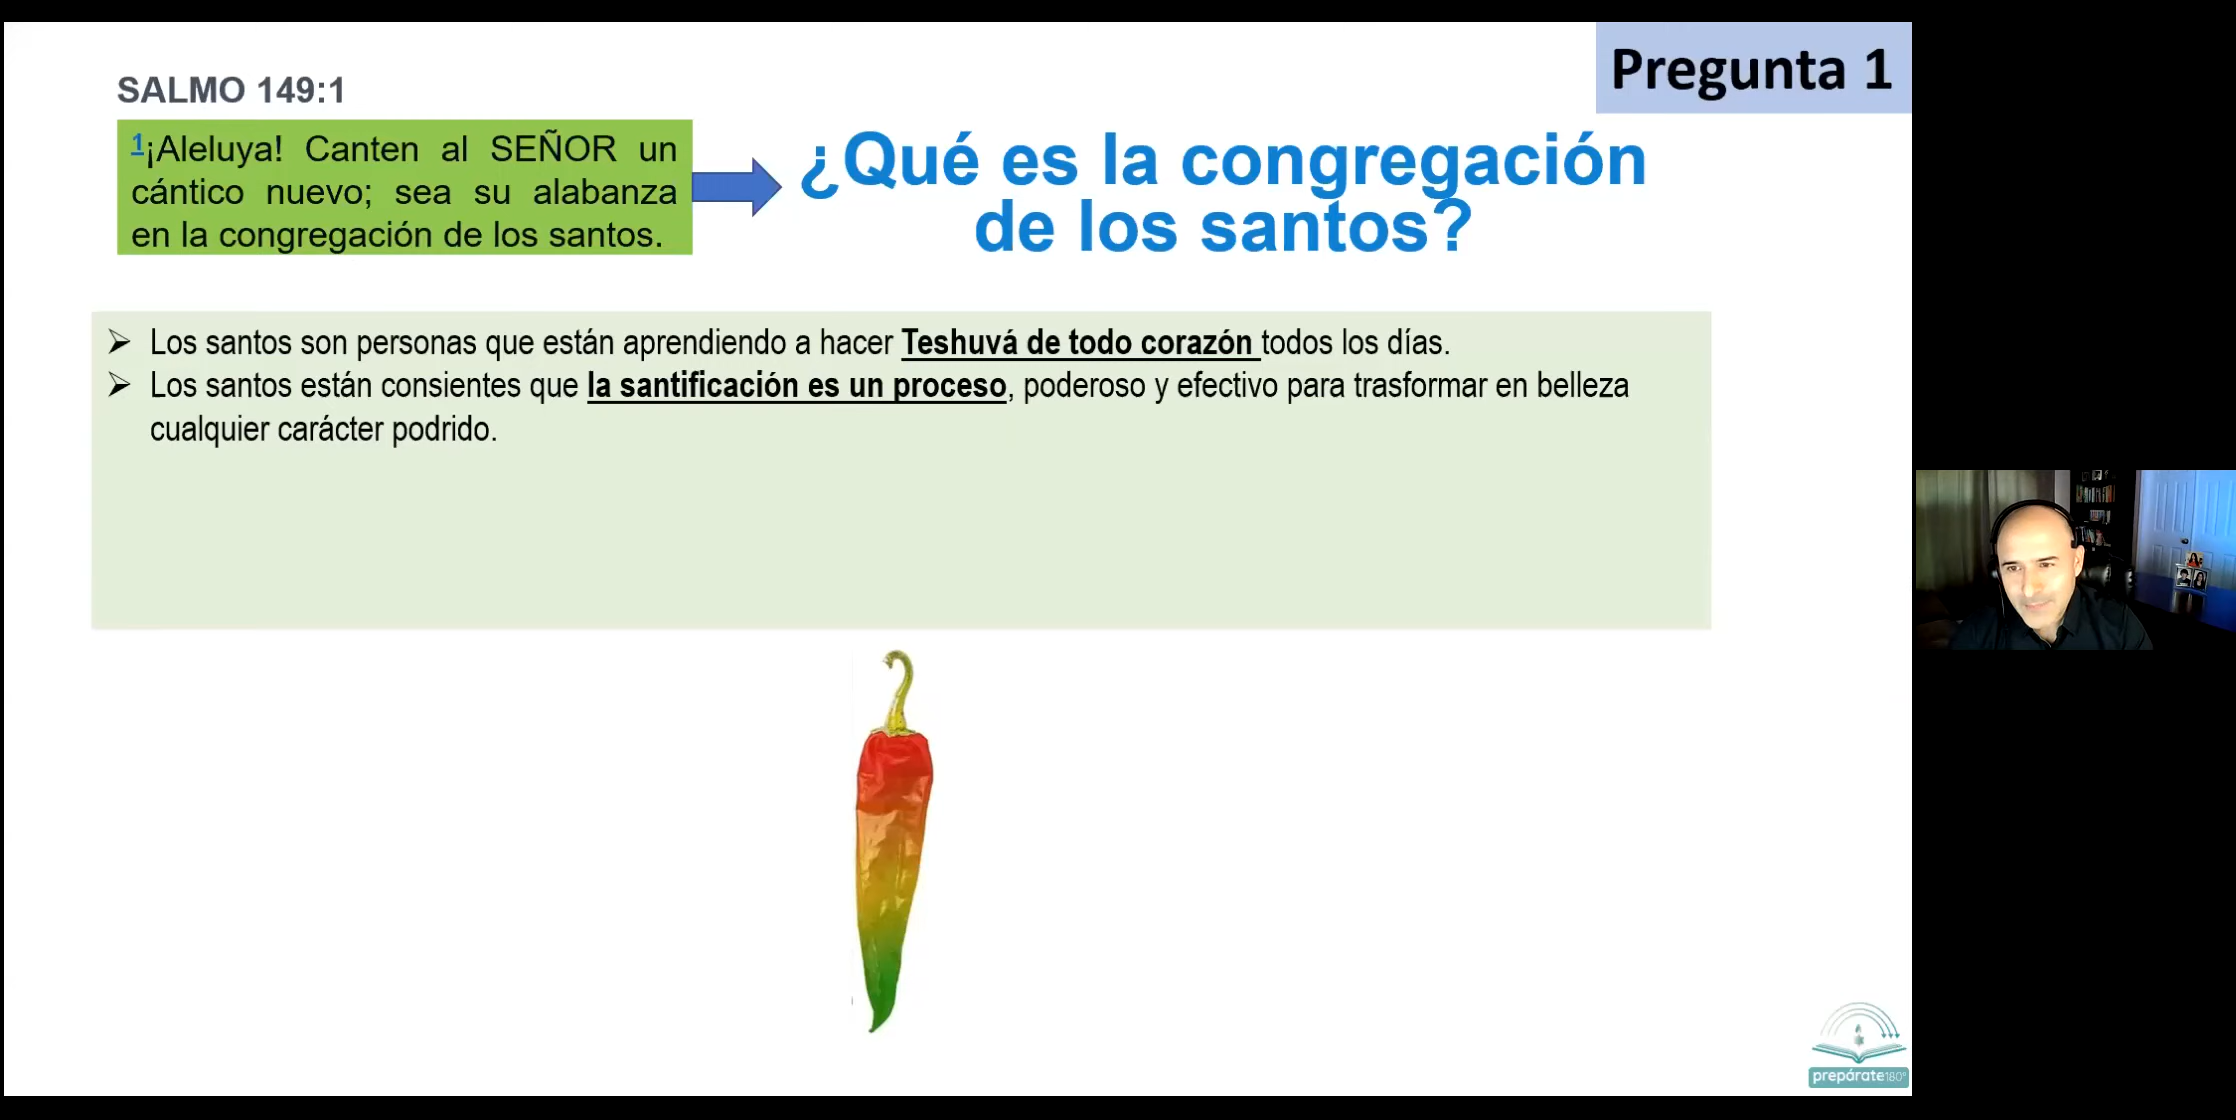 Pregunta 1
SALMO 149:1
1¡Aleluya! Canten al SEÑOR un
cántico nuevo; sea su alabanza
en la congregación de los santos.
¿Qué es la congregación
de los santos?
➢ Los santos son personas que están aprendiendo a hacer Teshuvá de todo corazón todos los días.
➢ Los santos están consientes que la santificación es un proceso, poderoso y efectivo para trasformar en belleza
cualquier carácter podrido.
prepárate180°